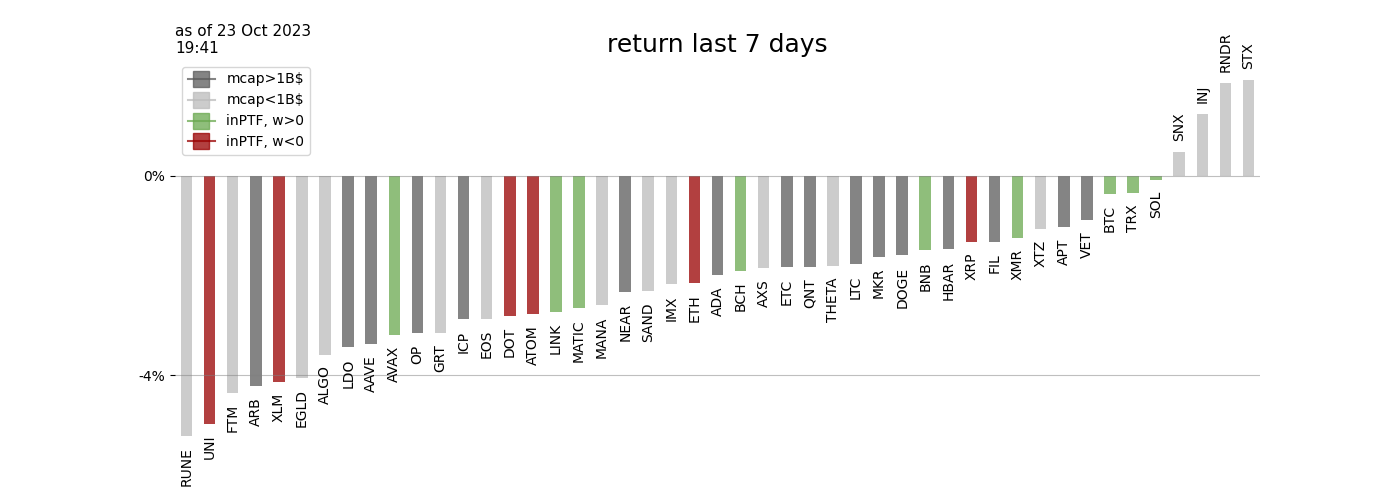 as of 23 Oct 2023
19:41
return last 7 days
mcap>1B$
mcap<1B$
inPTF, w>0
inPTF, w<0
0%
-4%
RUNE
UNI
FTM
ARB
XLM
EGLD
ALGO
LDO
AAVE
AVAX
OP
GRT
ICP
EOS
DOT
ATOM
LINK
MATIC
MANA
NEAR
SAND
IMX
ETH
ADA
BCH
AXS
ETC
QNT
THETA
LTC
MKR
DOGE
BNB
HBAR
XRP
FIL
XMR
XTZ
APT
VET
BTC
TRX
SOL
SNX
INJ
RNDR
STX